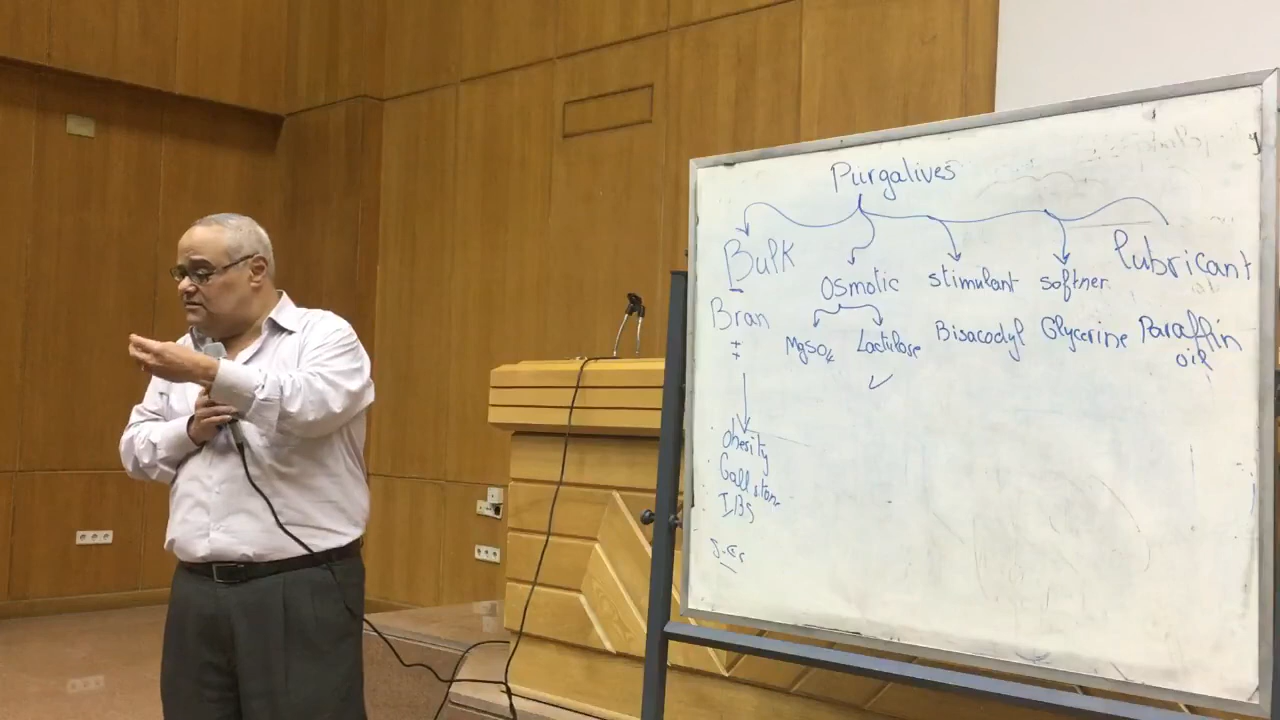 Purgatives
Bulk
Osmotic
stimulant
softner
lubricant
Bran
MgSO4
Lactulose
Bisacodyl
Glycerine
Paraffin
oil
Obesity
Gall stone
IBS